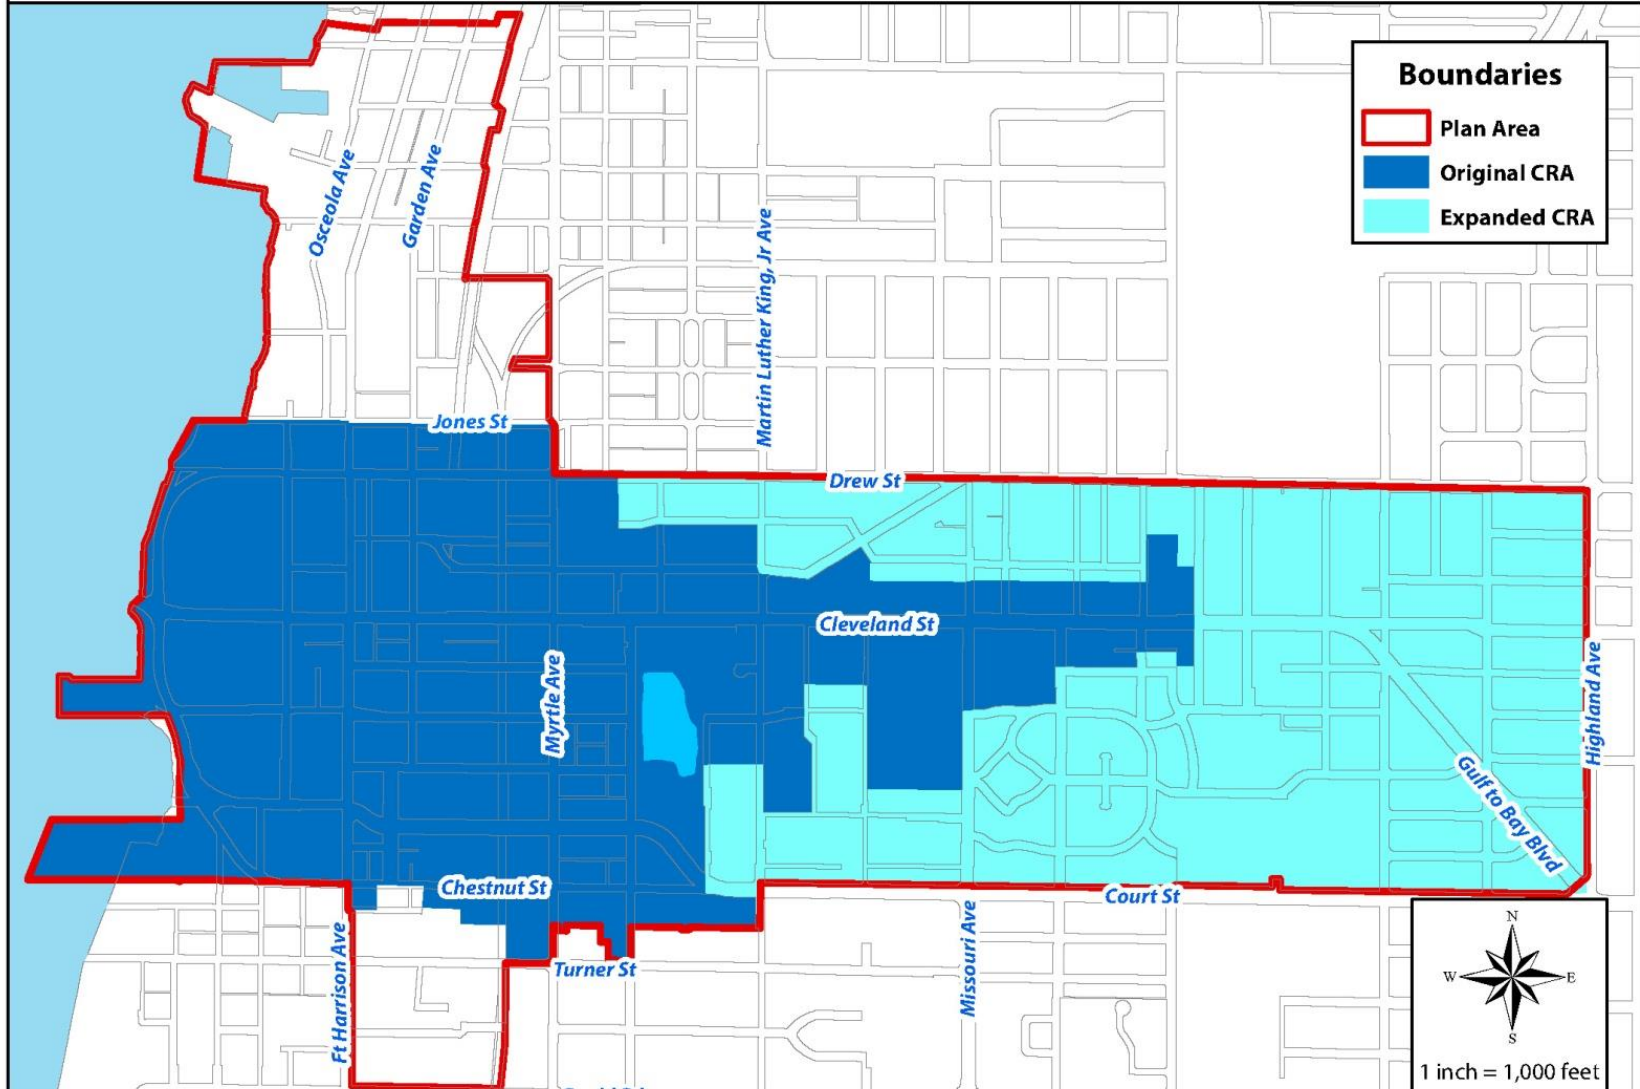 Boundaries
Plan Area
Original CRA
Expanded CRA
Osceola Ave
Garden Ave
Martin Luther King, Jr Ave
Jones St
Drew St
Cleveland St
Myrtle Ave
Highland Ave
Gulf to Bay Blvd
Chestnut St
Court St
Ft Harrison Ave
Turner St
Missouri Ave
N
W
E
S
1 inch = 1,000 feet